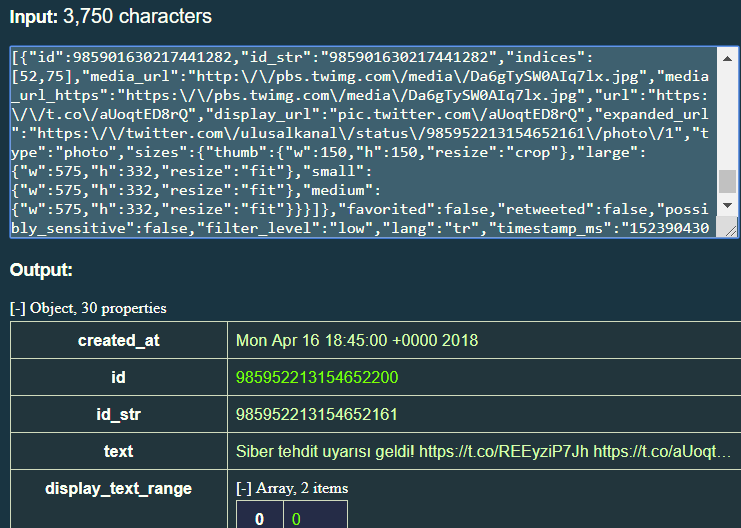 Input: 3,750 characters
[{"id":985901630217441282,"id_str":"985901630217441282","indices":
[52,75],"media_url":"http:\/\/pbs.twimg.com\/media\/Da6gTySW0AIq7lx.jpg","media
_url_https":"https:\/\/pbs.twimg.com\/media\/Da6gTySW0AIq7lx.jpg","url":"https:
\/\/t.co\/aUoqtED8rQ","display_url":"pic.twitter.com\/aUoqtED8rQ","expanded_url
":"https:\/\/twitter.com\/ulusalkanal\/status\/985952213154652161\/photo\/1","t
ype":"photo","sizes":{"thumb":{"w":150,"h":150,"resize":"crop"},"large":
{"w":575,"h":332,"resize":"fit"},"small":
{"w":575,"h":332,"resize":"fit"},"medium":
{"w":575,"h":332,"resize":"fit"}}}]},"favorited":false,"retweeted":false,"possi
bly_sensitive":false,"filter_level":"low","lang":"tr","timestamp_ms":"152390430
Output:
[-] Object, 30 properties
created_at Mon Apr 16 18:45:00 +0000 2018
id 985952213154652200
id_str 985952213154652161
text Siber tehdit uyarısı geldi! https://t.co/REEyziP7Jh https://t.co/aUoqt…
display_text_range [-] Array, 2 items
0 0